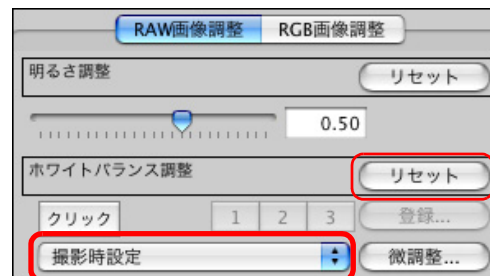 RAW画像調整 RGB画像調整
明るさ調整 リセット
0.50
ホワイトバランス調整 リセット
クリック 1 2 3 登録...
撮影時設定 微調整...